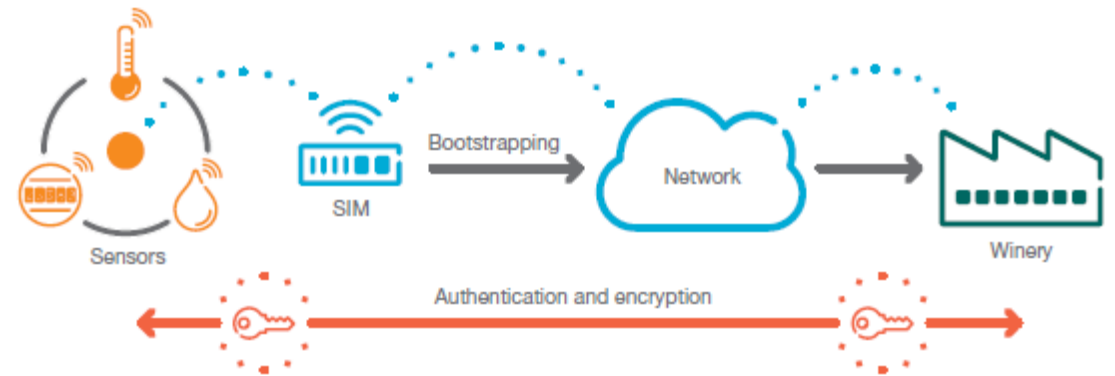 Bootstrapping
Network
SIM
Sensors
Winery
Authentication and encryption